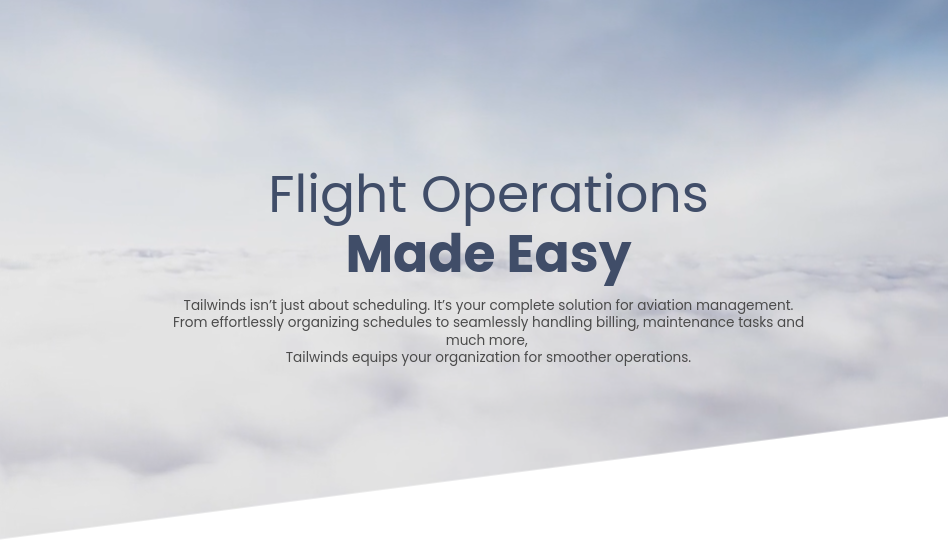 Flight Operations
Made Easy
Tailwinds isn’t just about scheduling. It’s your complete solution for aviation management.
From effortlessly organizing schedules to seamlessly handling billing, maintenance tasks and
much more,
Tailwinds equips your organization for smoother operations.